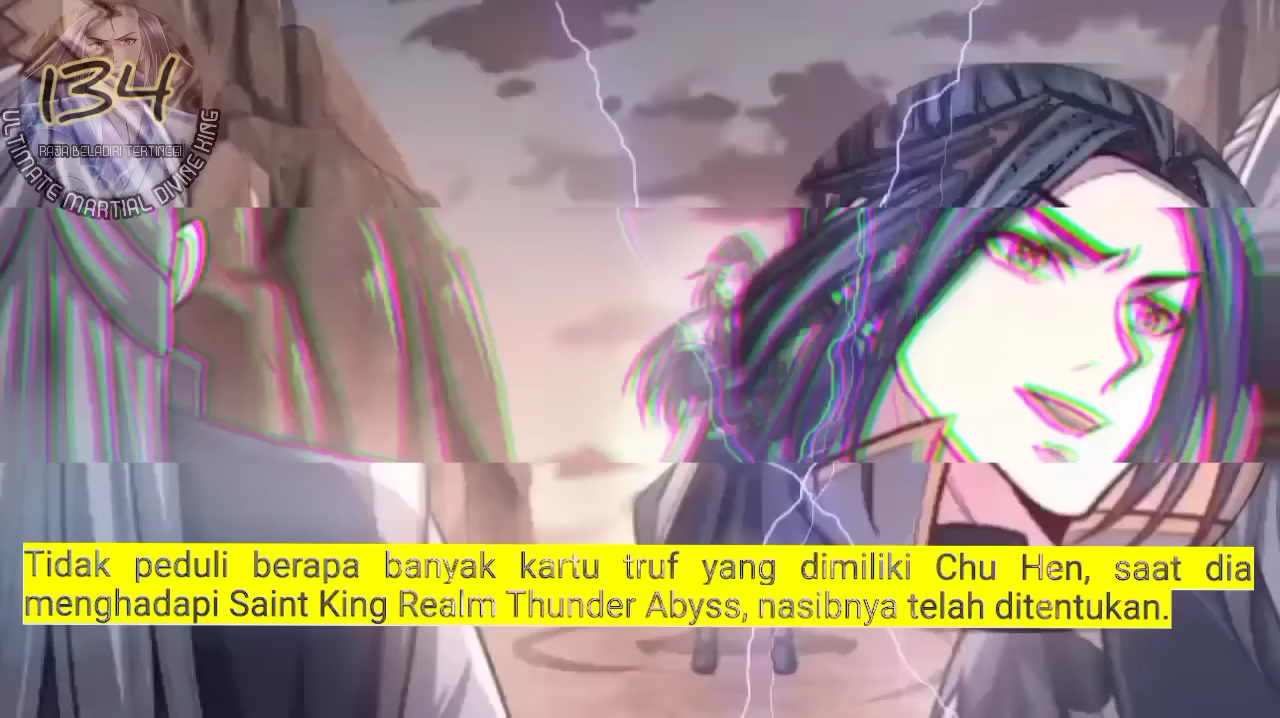 134
RAJA BELADIRI TERTINGGI
ULTIMATE MARTIAL DIVINE KING
Tidak peduli berapa banyak kartu truf yang dimiliki Chu Hen, saat dia
menghadapi Saint King Realm Thunder Abyss, nasibnya telah ditentukan.